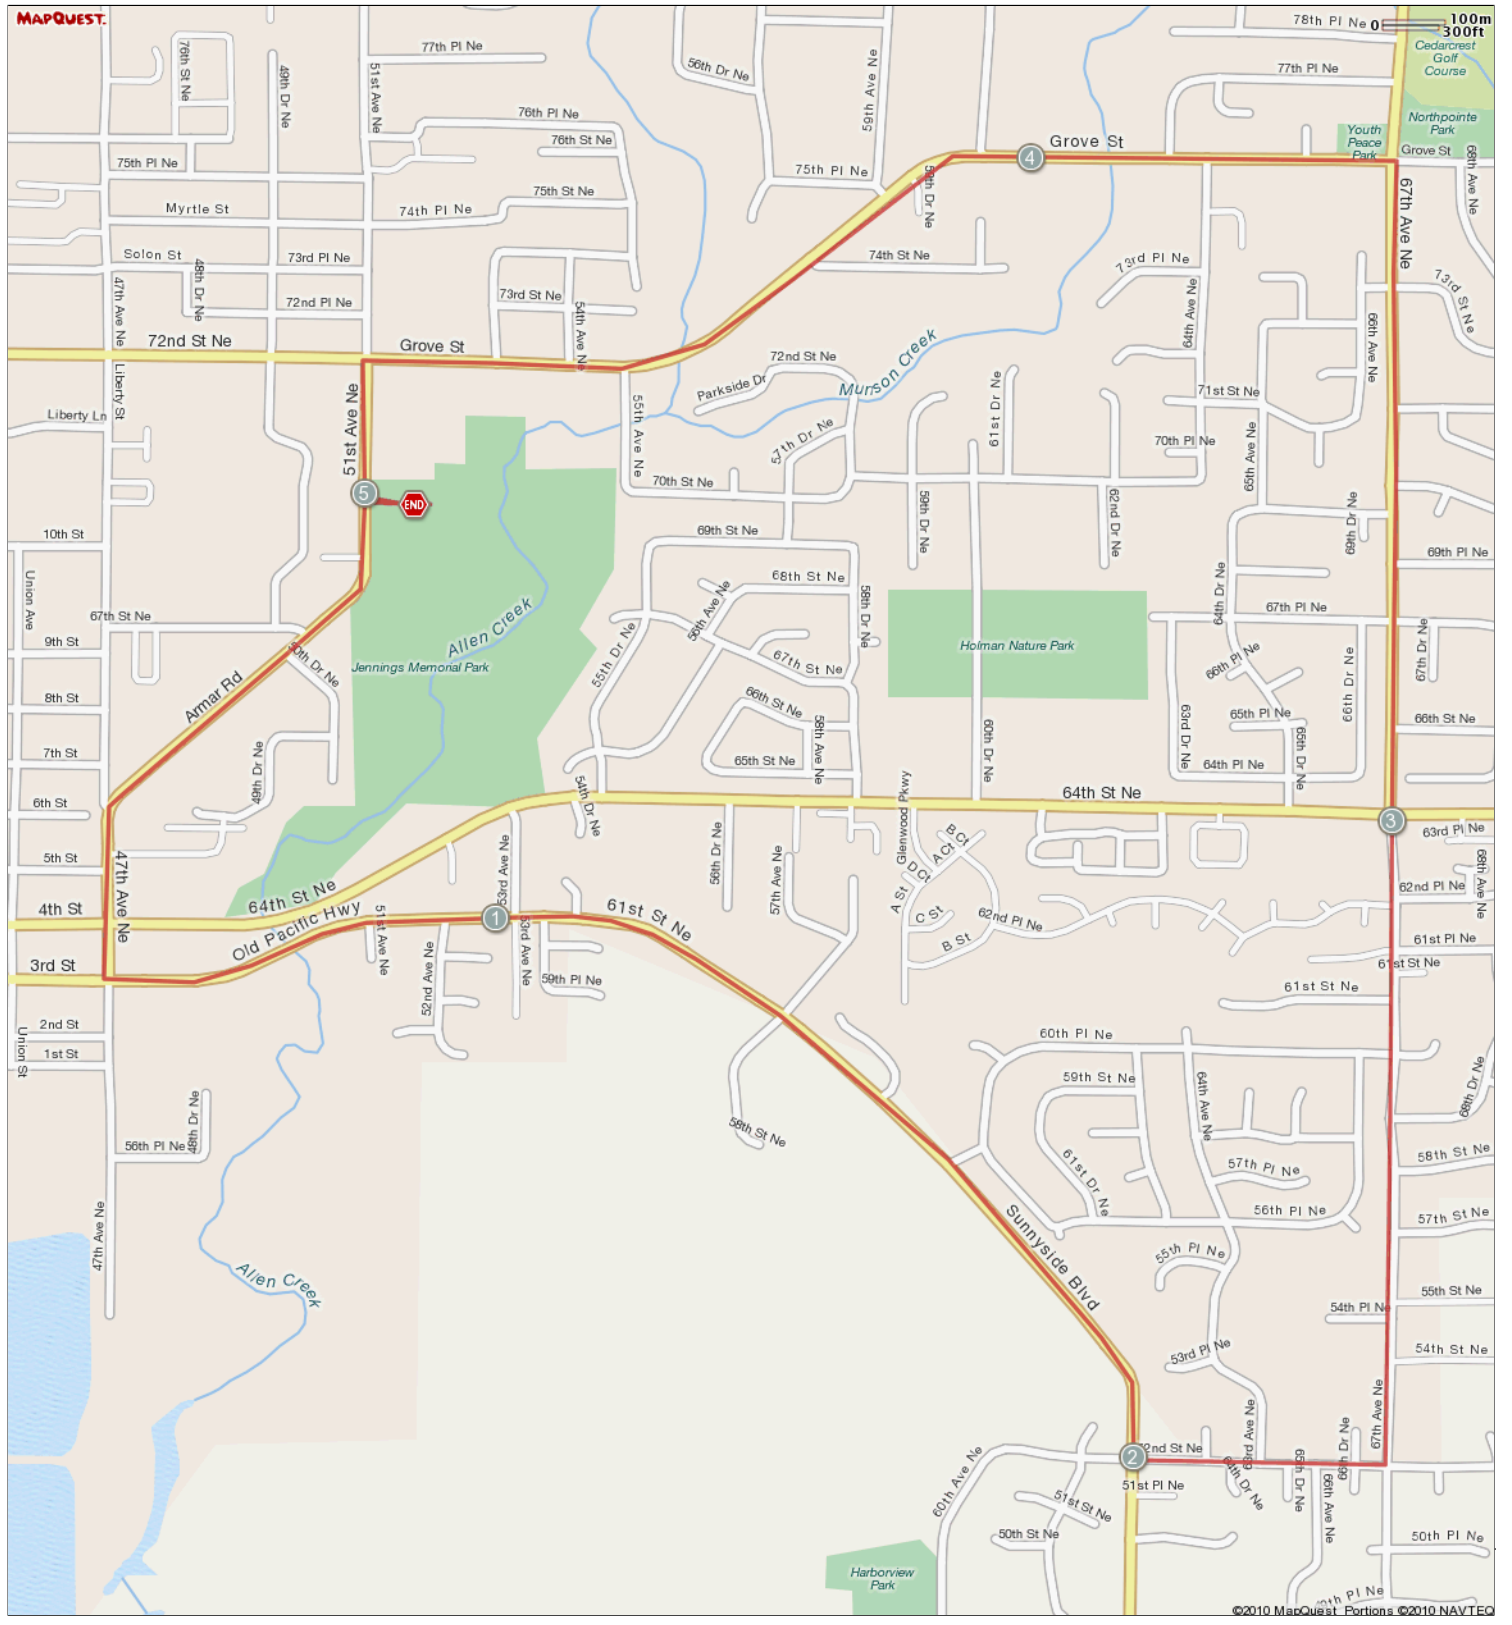 MAPQUEST.
78th Pl Ne
0
100m
300ft
Cedarcrest
Golf
Course
77th Pl Ne
76th St Ne
49th Dr Ne
51st Ave Ne
56th Dr Ne
59th Ave Ne
77th Pl Ne
76th Pl Ne
76th St Ne
Northpointe
Park
Youth
Peace
Park
Grove St
4
Grove St
68th Ave Ne
75th Pl Ne
75th Pl Ne
75th St Ne
59th Dr Ne
67th Ave Ne
Myrtle St
74th Pl Ne
Solon St
48th Dr Ne
73rd Pl Ne
74th St Ne
73rd Pl Ne
73rd St Ne
47th Ave Ne
72nd Pl Ne
73rd St Ne
54th Ave Ne
64th Ave Ne
66th Ave Ne
72nd St Ne
Grove St
72nd St Ne
Munson Creek
Parkside Dr
Liberty St
51st Ave Ne
55th Ave Ne
61st Dr Ne
71st St Ne
Liberty Ln
57th Dr Ne
70th Pl Ne
65th Ave Ne
70th St Ne
5
END
59th Dr Ne
62nd Dr Ne
69th Dr Ne
10th St
69th St Ne
69th Pl Ne
Union Ave
68th St Ne
58th Dr Ne
64th Dr Ne
56th Ave Ne
67th St Ne
67th Pl Ne
Allen Creek
9th St
55th Dr Ne
Holman Nature Park
67th Dr Ne
50th Dr Ne
Jennings Memorial Park
67th St Ne
66th Pl Ne
66th Dr Ne
8th St
Armar Rd
66th St Ne
58th Ave Ne
60th Dr Ne
63rd Dr Ne
65th Pl Ne
65th Dr Ne
66th St Ne
7th St
49th Dr Ne
65th St Ne
64th Pl Ne
6th St
54th Dr Ne
Glenwood Pkwy
64th St Ne
3
63rd Pl Ne
5th St
47th Ave Ne
53rd Ave Ne
56th Dr Ne
57th Ave Ne
B Ct
A Ct
D Ct
A St
68th Ave Ne
62nd Pl Ne
4th St
64th St Ne
1
61st St Ne
C St
62nd Pl Ne
Old Pacific Hwy
51st Ave Ne
53rd Ave Ne
B St
61st Pl Ne
3rd St
52nd Ave Ne
59th Pl Ne
61st St Ne
61st St Ne
2nd St
Union St
60th Pl Ne
1st St
59th St Ne
64th Ave Ne
68th Dr Ne
48th Dr Ne
58th St Ne
56th Pl Ne
61st Dr Ne
57th Pl Ne
58th St Ne
47th Ave Ne
Sunnyside Blvd
56th Pl Ne
57th St Ne
55th Pl Ne
Allen Creek
55th St Ne
54th Pl Ne
53rd Pl Ne
54th St Ne
67th Ave Ne
63rd Ave Ne
66th Dr Ne
2
60th Ave Ne
64th Dr Ne
65th Dr Ne
51st Pl Ne
66th Ave Ne
51st St Ne
50th St Ne
50th Pl Ne
Harborview
Park
©2010 MapQuest Portions ©2010 NAVTEQ